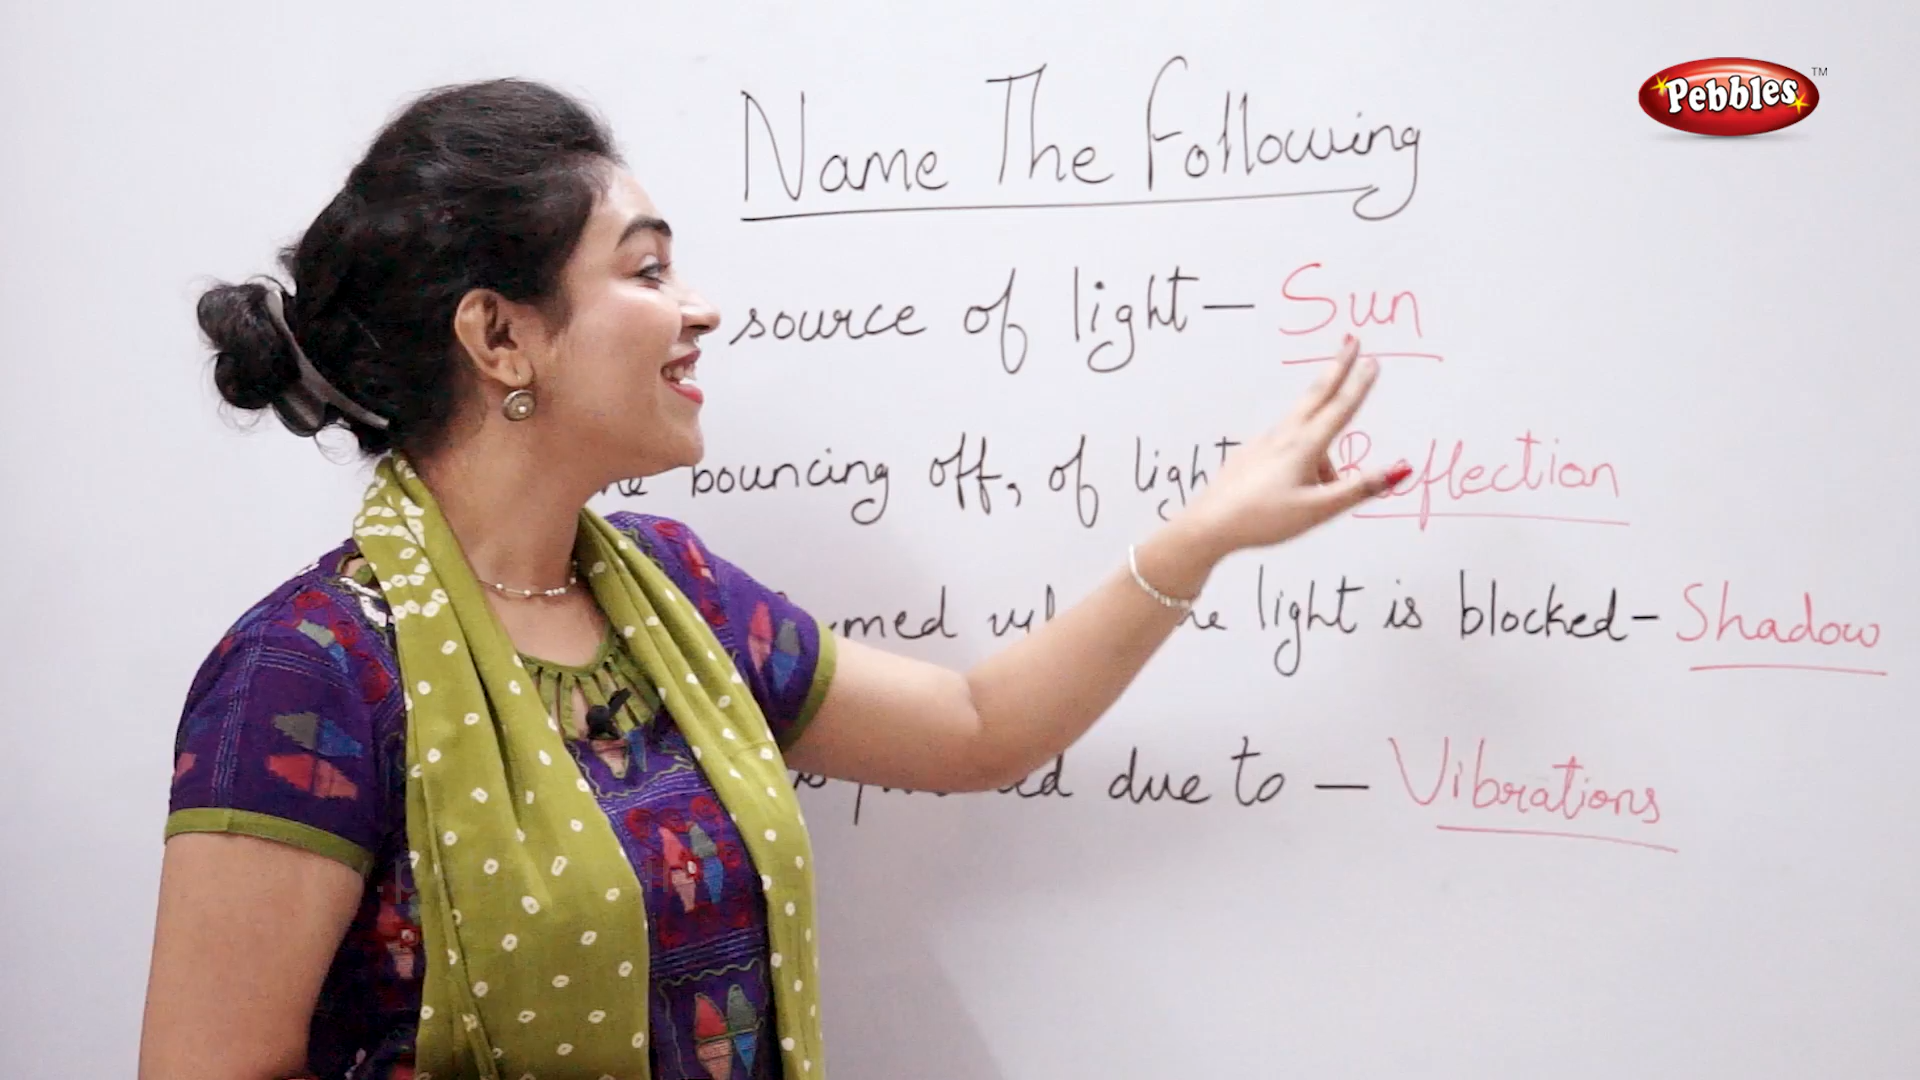 Pebbles TM
Name The Following
source of light – Sun
bouncing off, of light Reflection
light is blocked – Shadow
due to – Vibrations